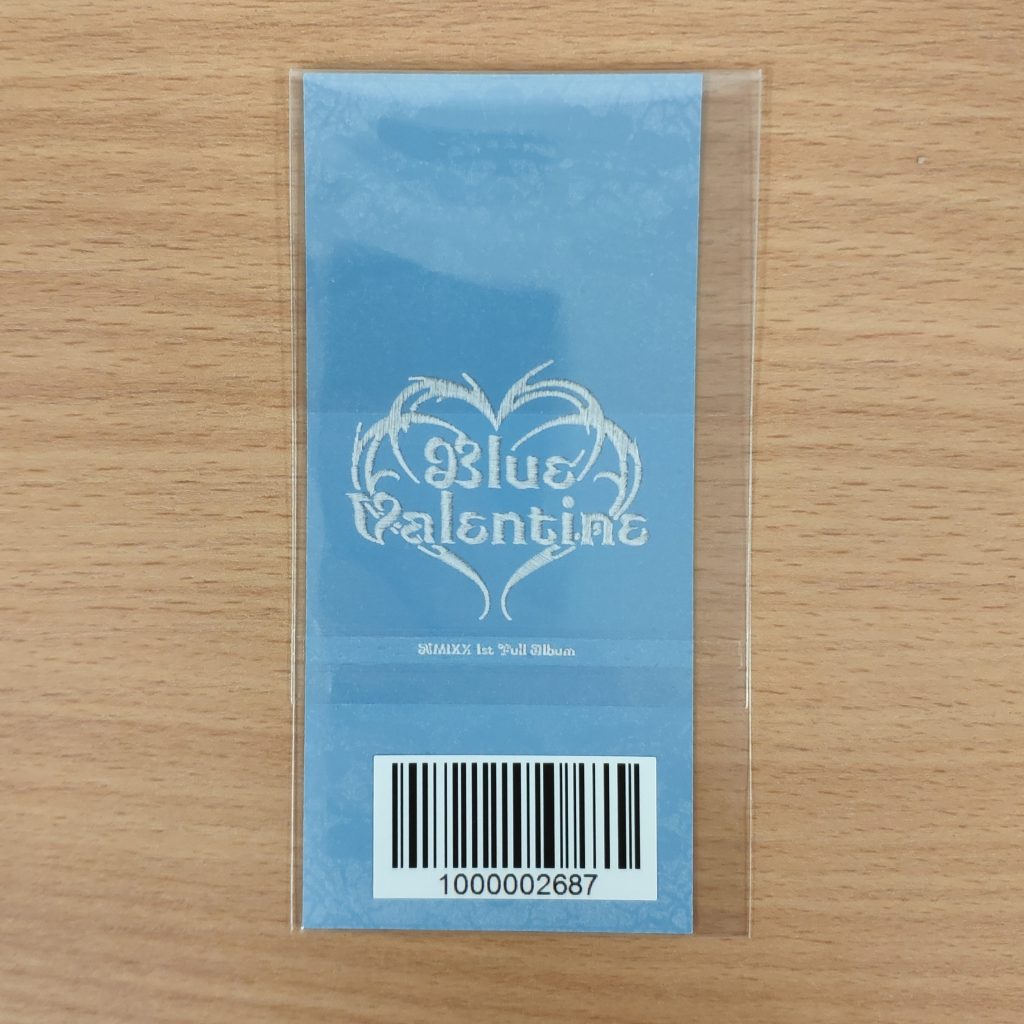 Blue
Valentine
NMIXX 1st Full Album
1000002687